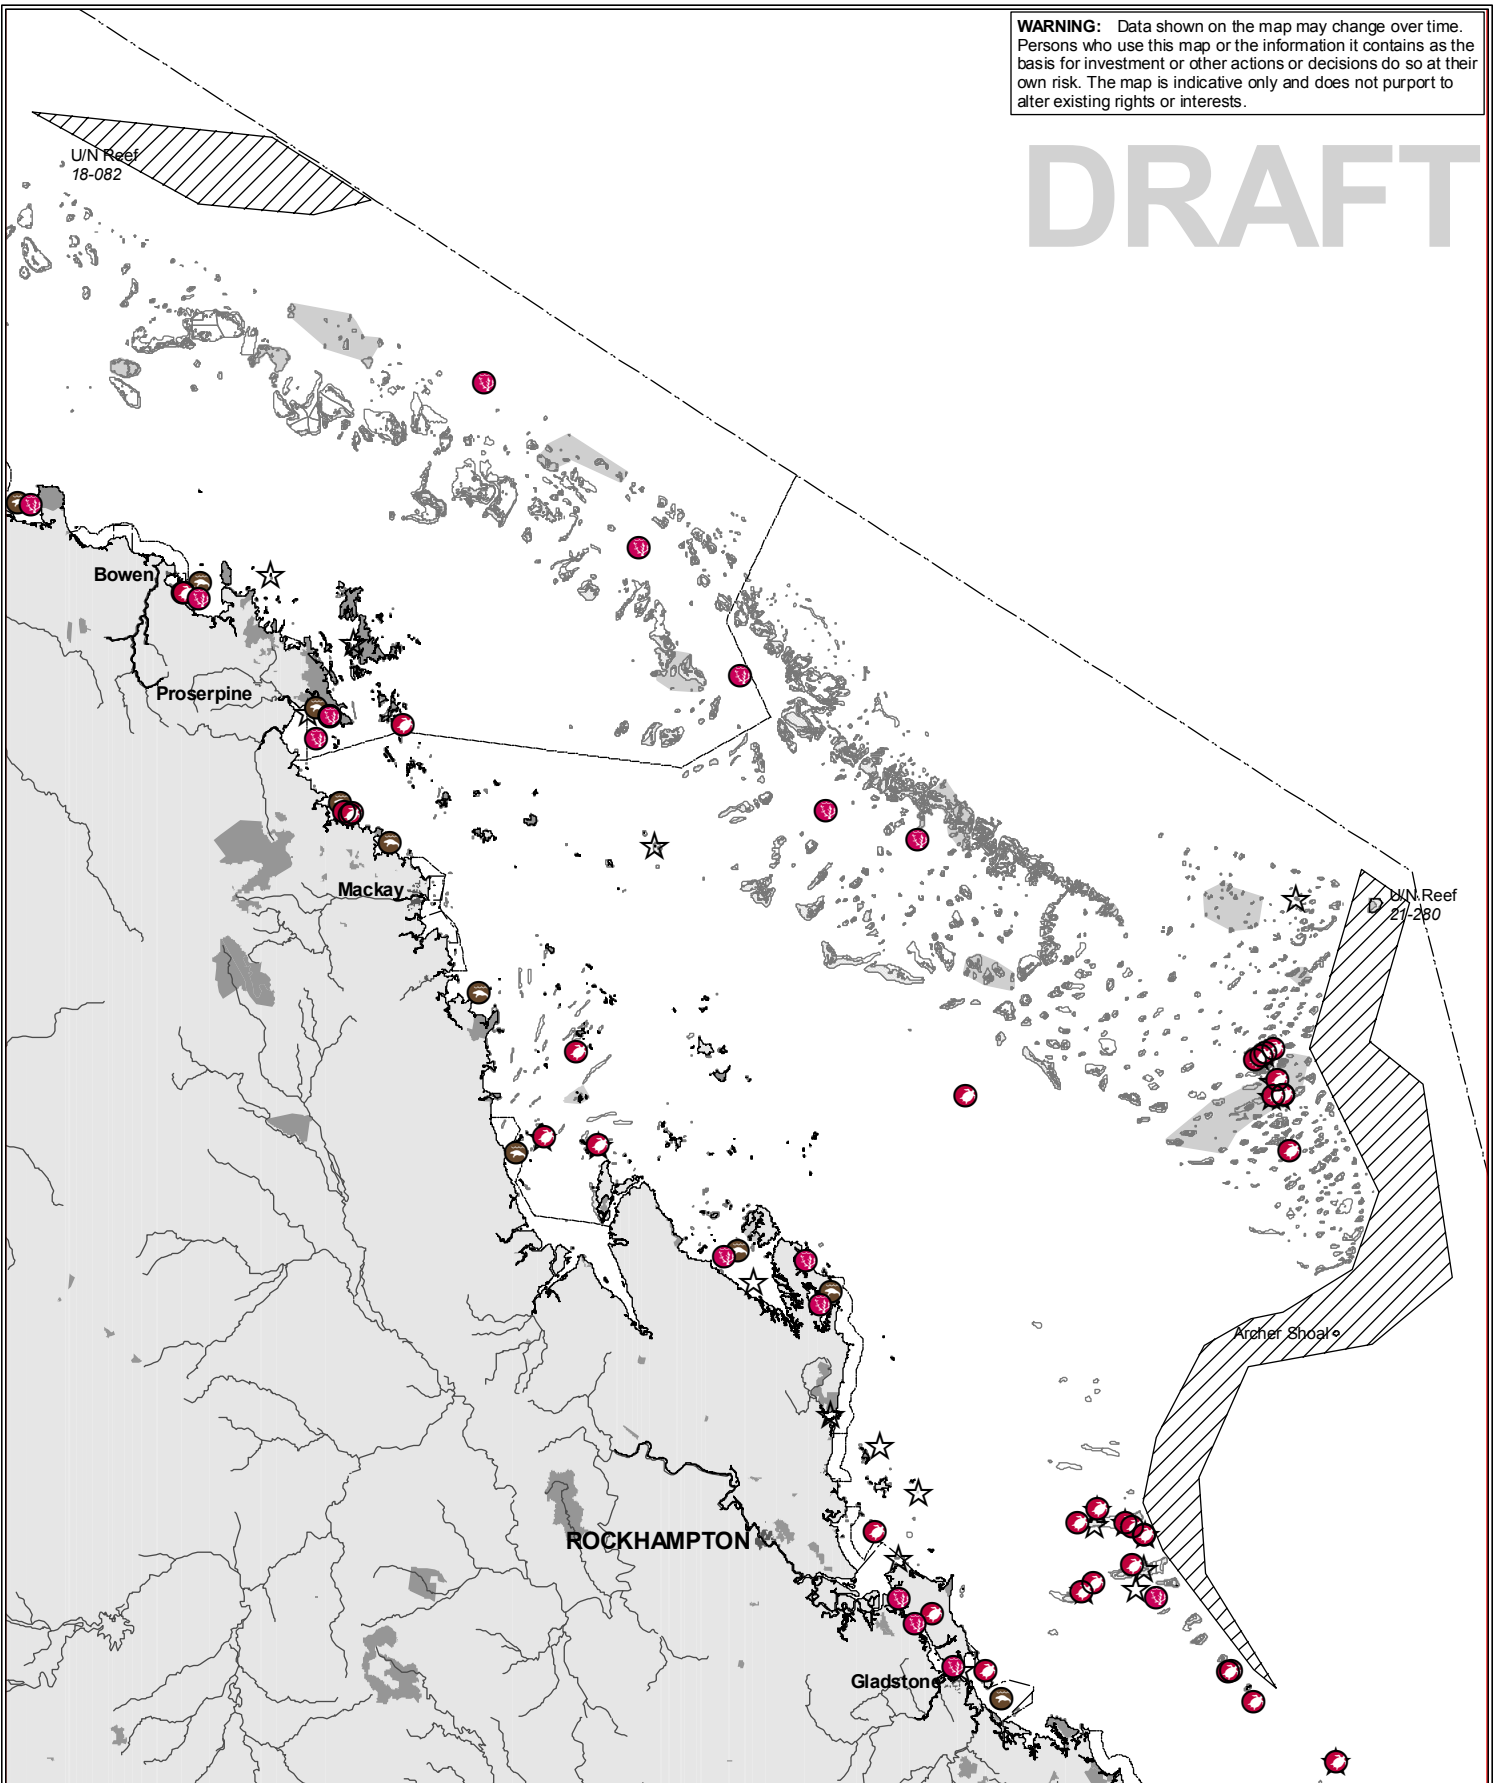 WARNING: Data shown on the map may change over time.
Persons who use this map or the information it contains as the
basis for investment or other actions or decisions do so at their
own risk. The map is indicative only and does not purport to
alter existing rights or interests.
DRAFT
U/N Reef
18-082
Bowen
Proserpine
Mackay
U/N Reef
21-280
Archer Shoal
ROCKHAMPTON
Gladstone